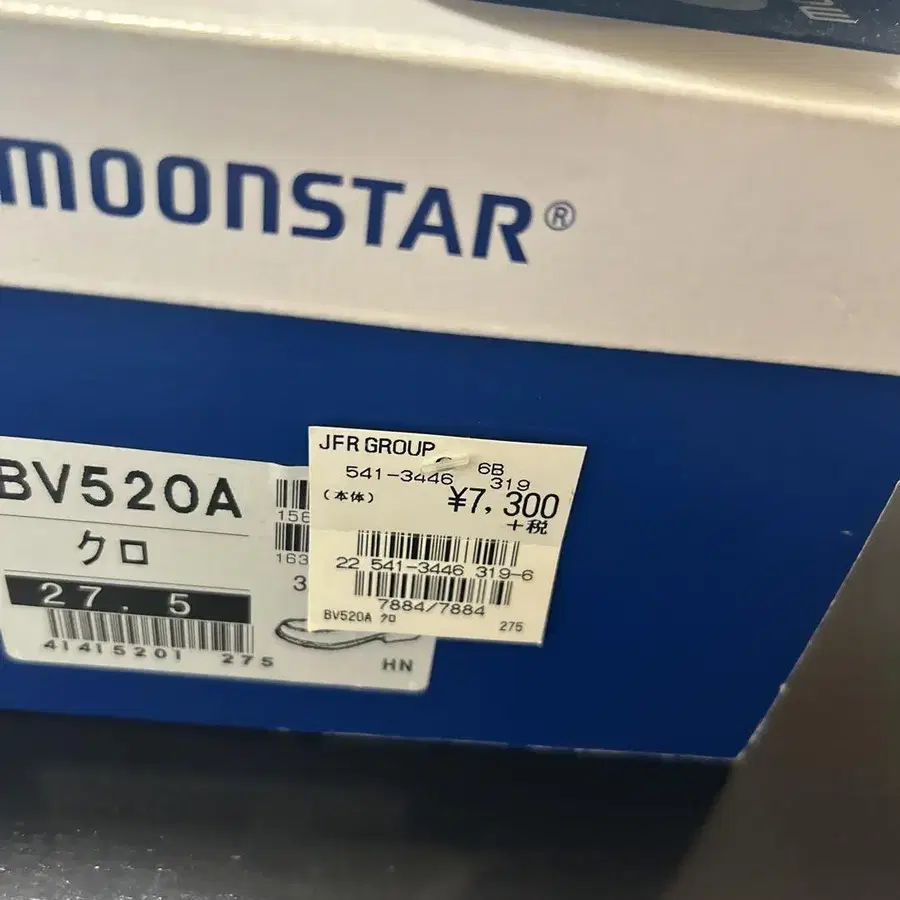 MOONSTAR®
BV520A
クロ
27.5
41415201 275
HN
156
163
3
JFR GROUP
6B
541-3446 319
(本体) ¥7,300
+税
22 541-3446 319-6
7884/7884
BV520A クロ 275